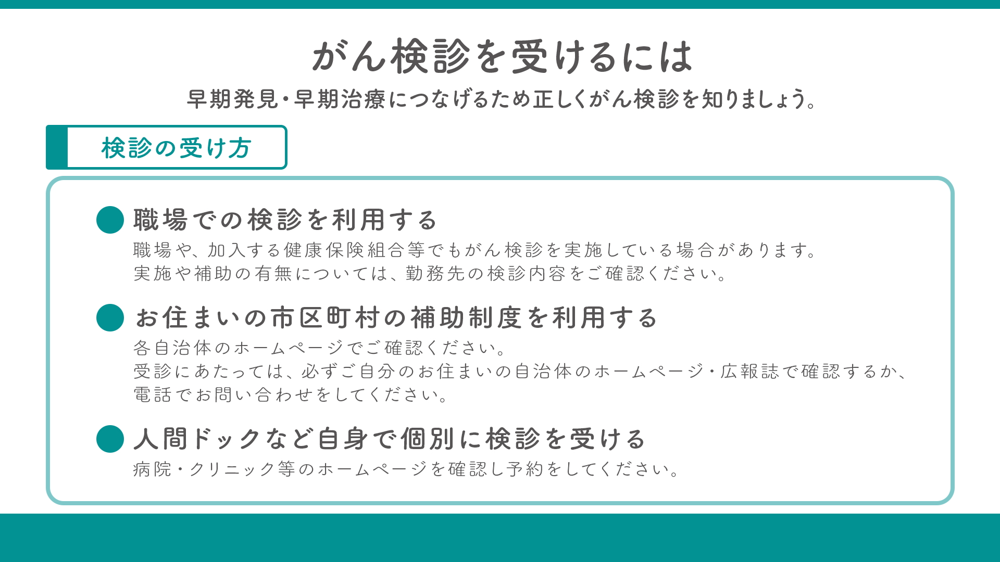 がん検診を受けるには
早期発見・早期治療につなげるため正しくがん検診を知りましょう。
検診の受け方
職場での検診を利用する
職場や、加入する健康保険組合等でもがん検診を実施している場合があります。
実施や補助の有無については、勤務先の検診内容をご確認ください。
お住まいの市区町村の補助制度を利用する
各自治体のホームページでご確認ください。
受診にあたっては、必ずご自分のお住まいの自治体のホームページ・広報誌で確認するか、
電話でお問い合わせをしてください。
人間ドックなど自身で個別に検診を受ける
病院・クリニック等のホームページを確認し予約をしてください。